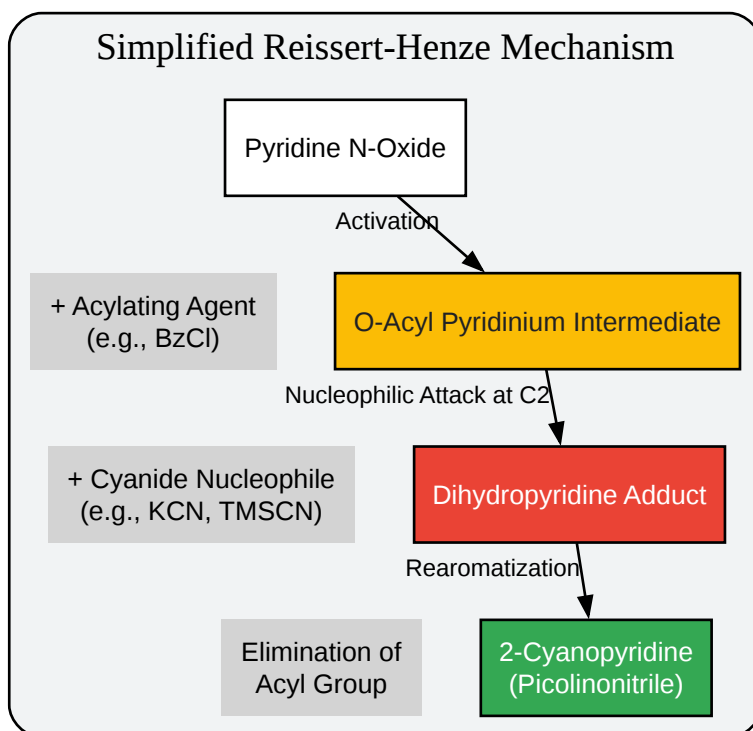 Simplified Reissert-Henze Mechanism
Pyridine N-Oxide
Activation
+ Acylating Agent
(e.g., BzCl)
O-Acyl Pyridinium Intermediate
Nucleophilic Attack at C2
+ Cyanide Nucleophile
(e.g., KCN, TMSCN)
Dihydropyridine Adduct
Rearomatization
Elimination of
Acyl Group
2-Cyanopyridine
(Picolinonitrile)